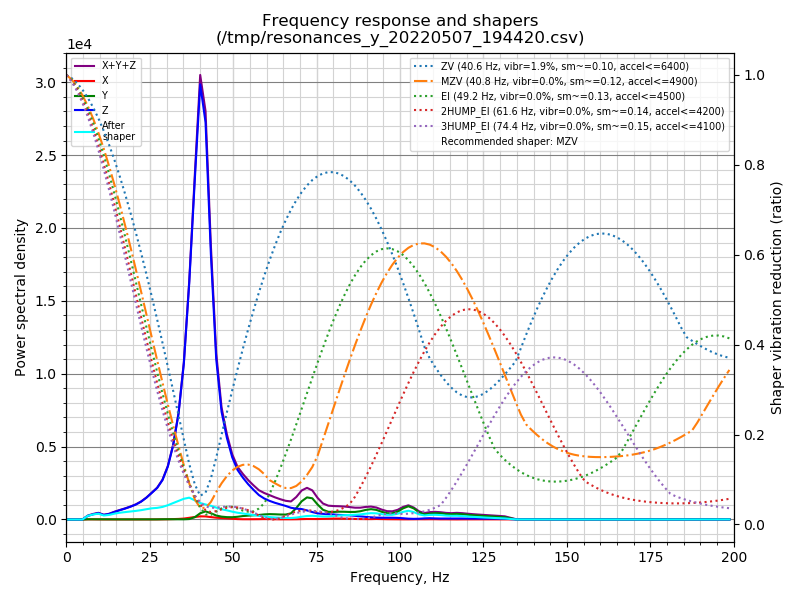 Frequency response and shapers
(/tmp/resonances_y_20220507_194420.csv)
1e4
X+Y+Z
X
Y
Z
After
shaper
ZV (40.6 Hz, vibr=1.9%, sm~=0.10, accel<=6400)
MZV (40.8 Hz, vibr=0.0%, sm~=0.12, accel<=4900)
EI (49.2 Hz, vibr=0.0%, sm~=0.13, accel<=4500)
2HUMP_EI (61.6 Hz, vibr=0.0%, sm~=0.14, accel<=4200)
3HUMP_EI (74.4 Hz, vibr=0.0%, sm~=0.15, accel<=4100)
Recommended shaper: MZV
Power spectral density
3.0
2.5
2.0
1.5
1.0
0.5
0.0
Shaper vibration reduction (ratio)
1.0
0.8
0.6
0.4
0.2
0.0
0 25 50 75 100 125 150 175 200
Frequency, Hz